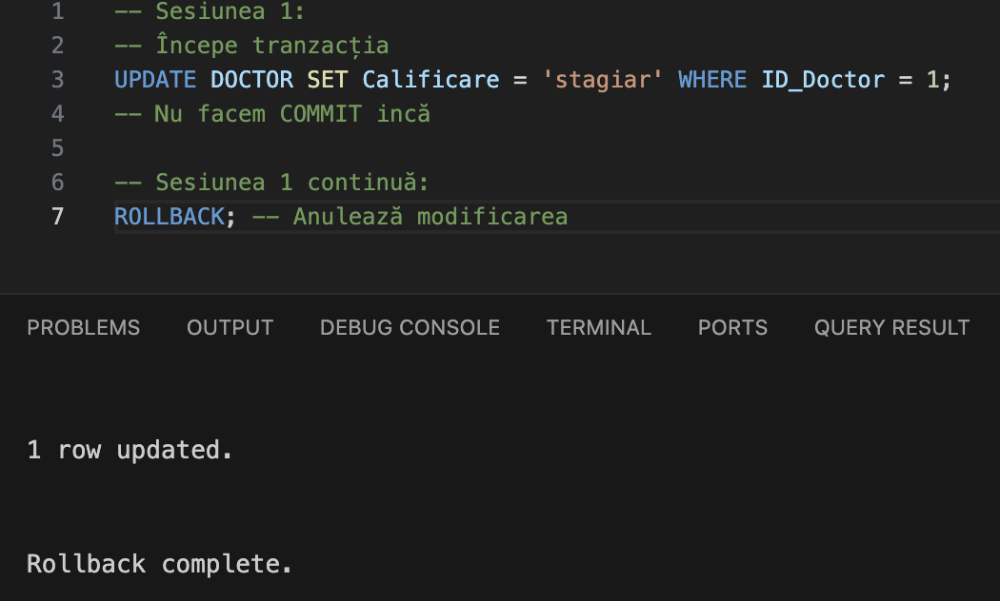 1 -- Sesiunea 1:
2 -- Începe tranzacția
3 UPDATE DOCTOR SET Calificare = 'stagiar' WHERE ID_Doctor = 1;
4 -- Nu facem COMMIT incă
5
6 -- Sesiunea 1 continuă:
7 ROLLBACK; -- Anulează modificarea
PROBLEMS OUTPUT DEBUG CONSOLE TERMINAL PORTS QUERY RESULT
1 row updated.
Rollback complete.